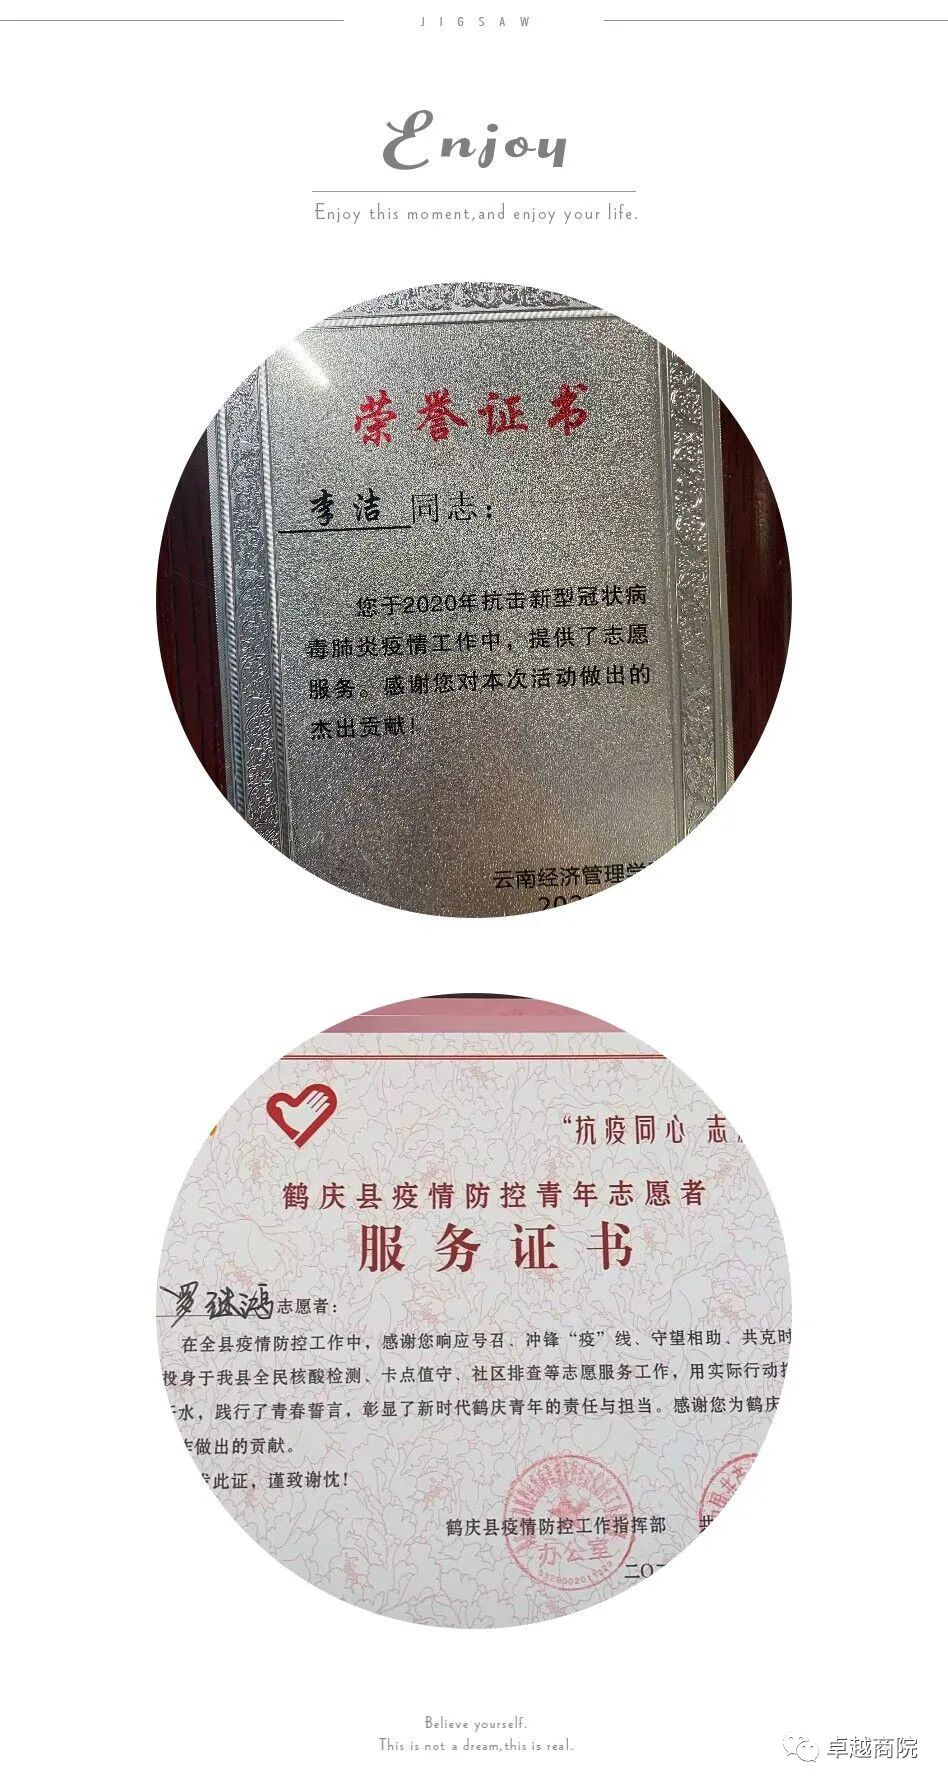 JIGSAW
Enjoy
Enjoy this moment,and enjoy your life.
荣誉证书
李洁 同志：
您于2020年抗击新型冠状病
毒肺炎疫情工作中，提供了志愿
服务。感谢您对本次活动做出的
杰出贡献！
云南经济管理学
202
“抗疫同心 志
鹤庆县疫情防控青年志愿者
服务证书
罗继鸿志愿者：
在全县疫情防控工作中，感谢您响应号召、冲锋“疫”线、守望相助、共克时
投身于我县全民核酸检测、卡点值守、社区排查等志愿服务工作，用实际行动
水，践行了青春誓言，彰显了新时代鹤庆青年的责任与担当。感谢您为鹤庆
作做出的贡献。
此证，谨致谢忱！
鹤庆县疫情防控工作指挥部 共
办公室
二〇二
Believe yourself.
This is not a dream,this is real.
卓越商院